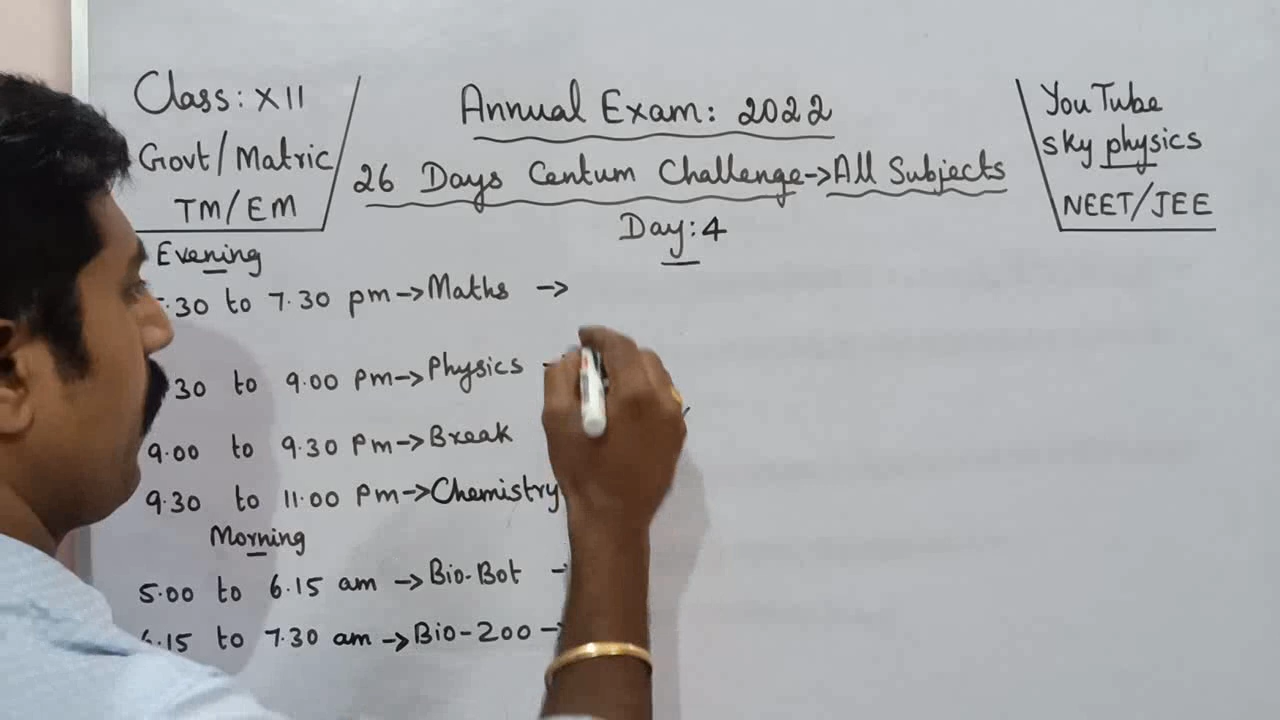 Class: XII
Govt/Matric
TM/EM
Annual Exam: 2022
26 Days Centum Challenge->All Subjects
Day:4
YouTube
sky physics
NEET/JEE
Evening
.30 to 7.30 pm->Maths ->
30 to 9.00 Pm->Physics
9.00 to 9.30 Pm->Break
9.30 to 11.00 Pm->Chemistry
Morning
5.00 to 6.15 am ->Bio-Bot -
6.15 to 7.30 am ->Bio-Zoo ->